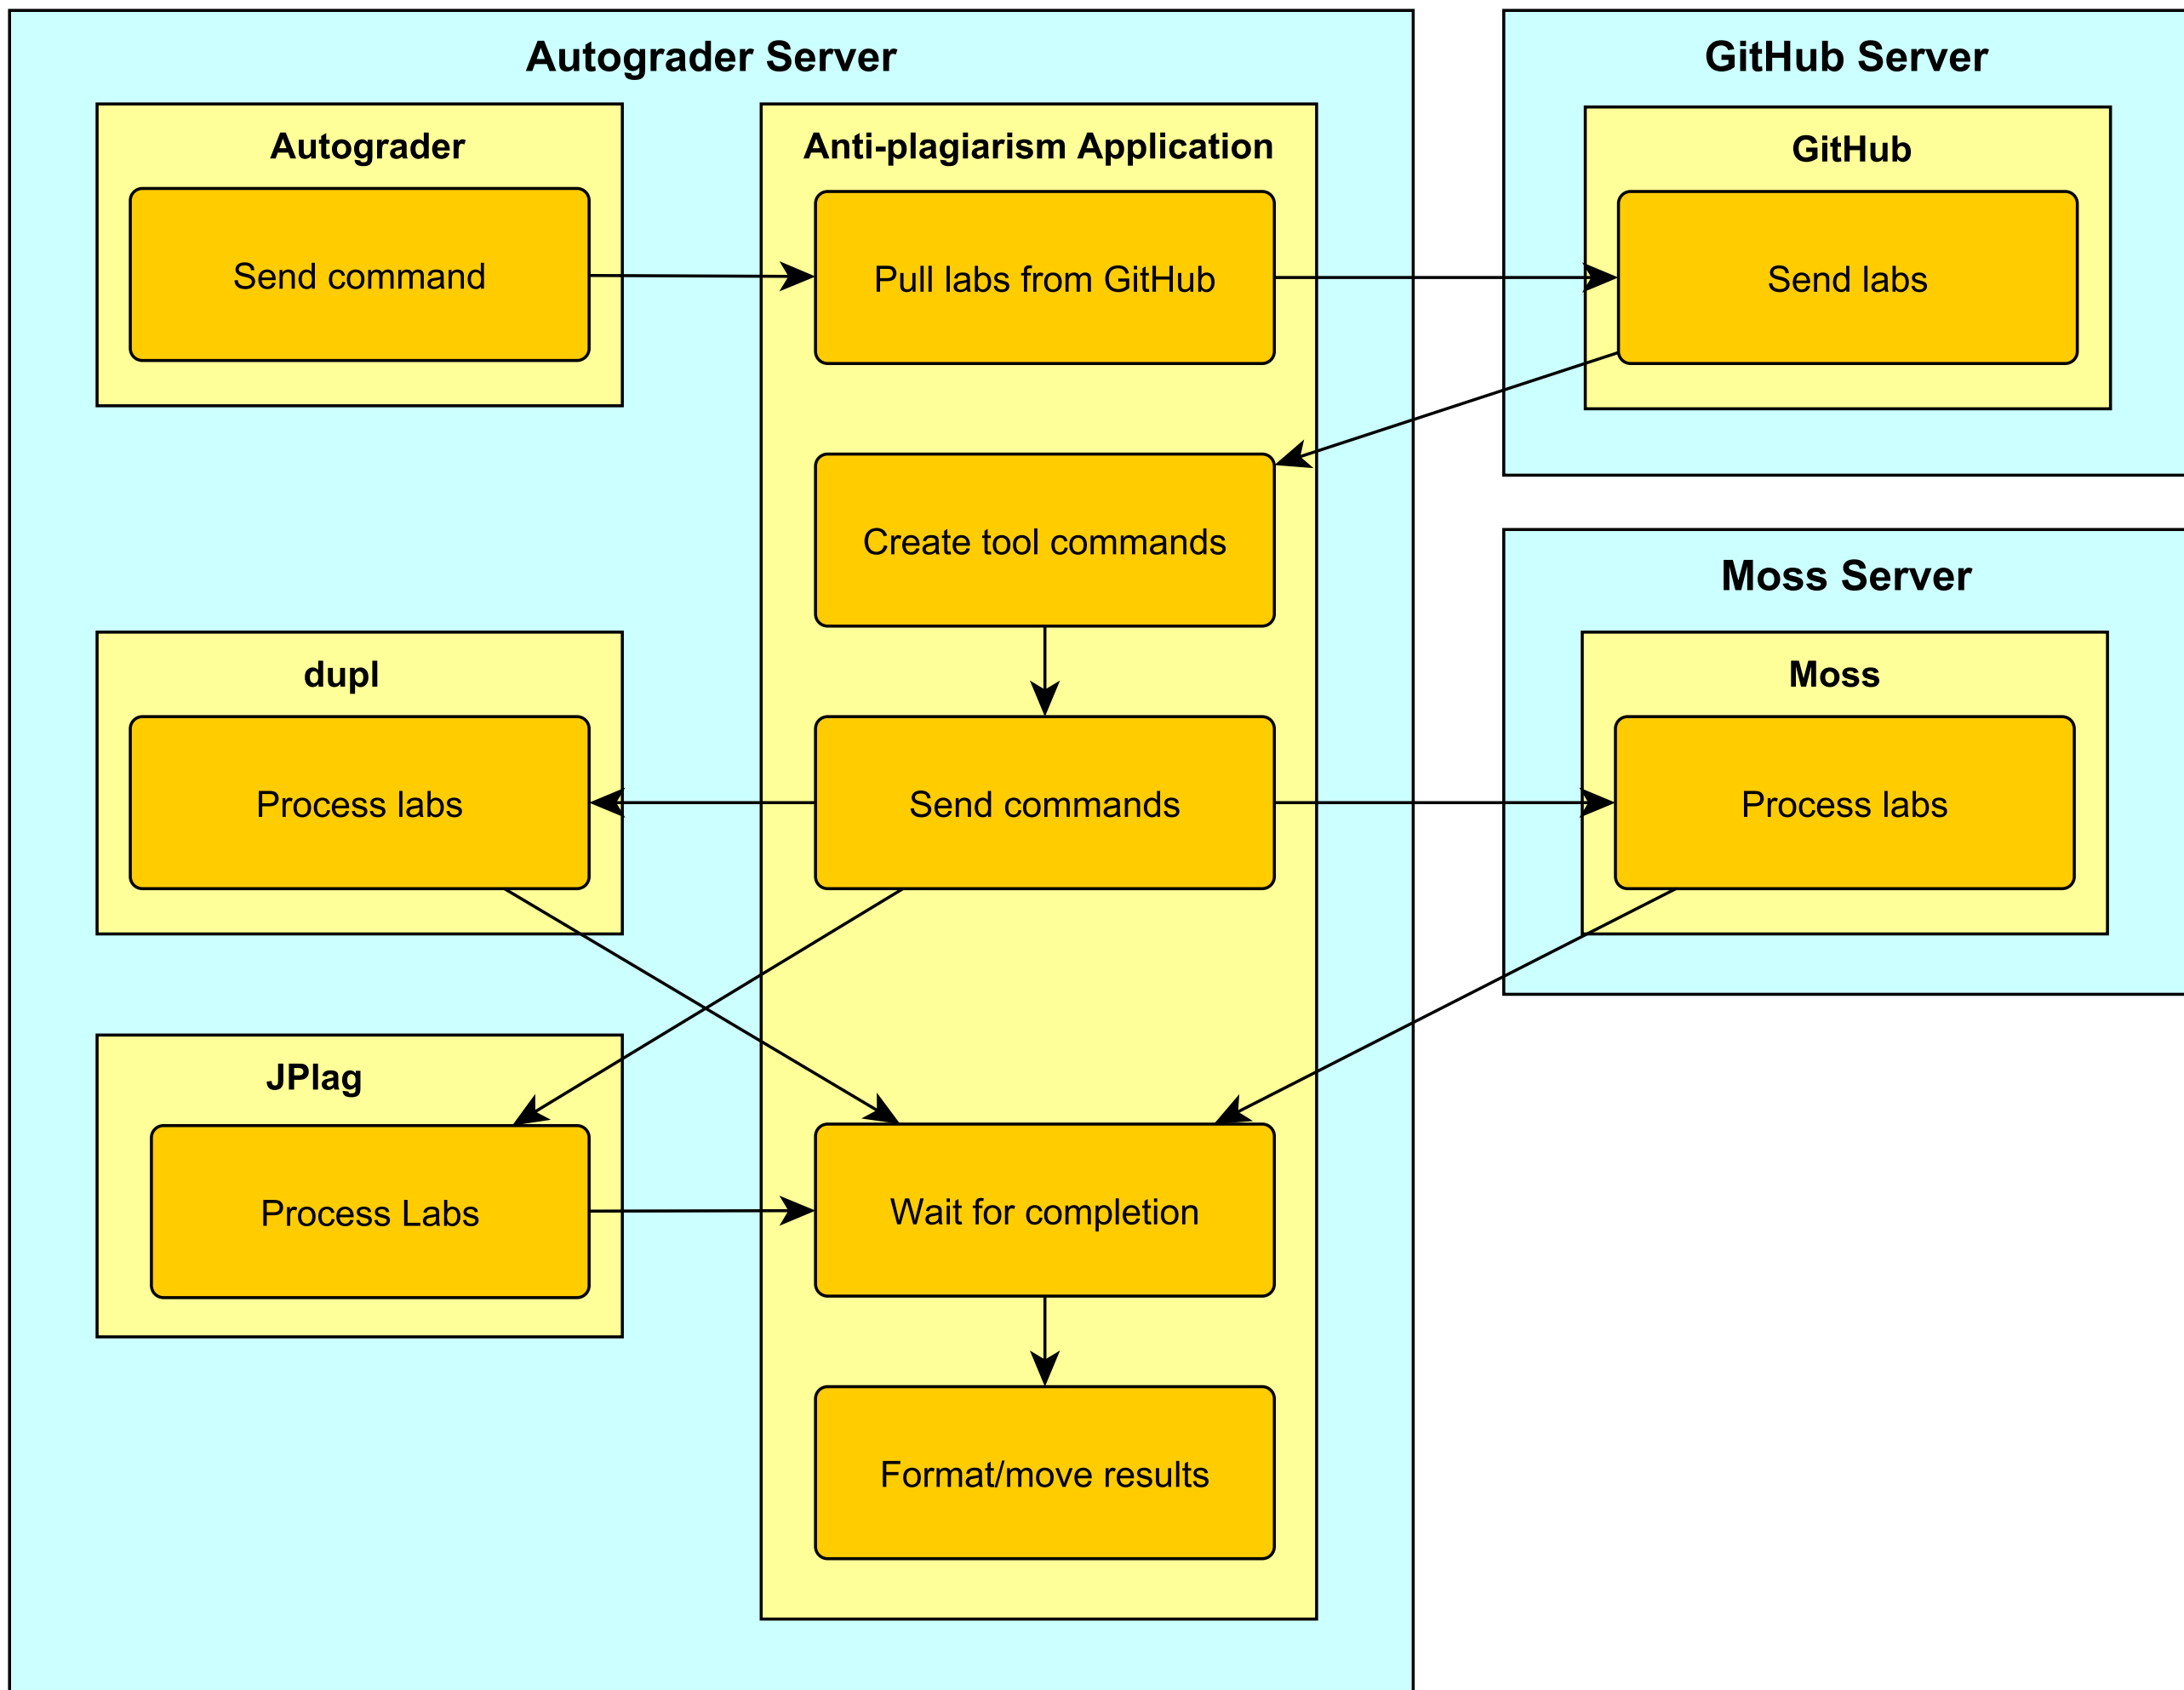 Autograder Server
GitHub Server
Autograder
Anti-plagiarism Application
GitHub
Send command
Pull labs from GitHub
Send labs
Create tool commands
Moss Server
dupl
Moss
Process labs
Send commands
Process labs
JPlag
Process Labs
Wait for completion
Format/move results